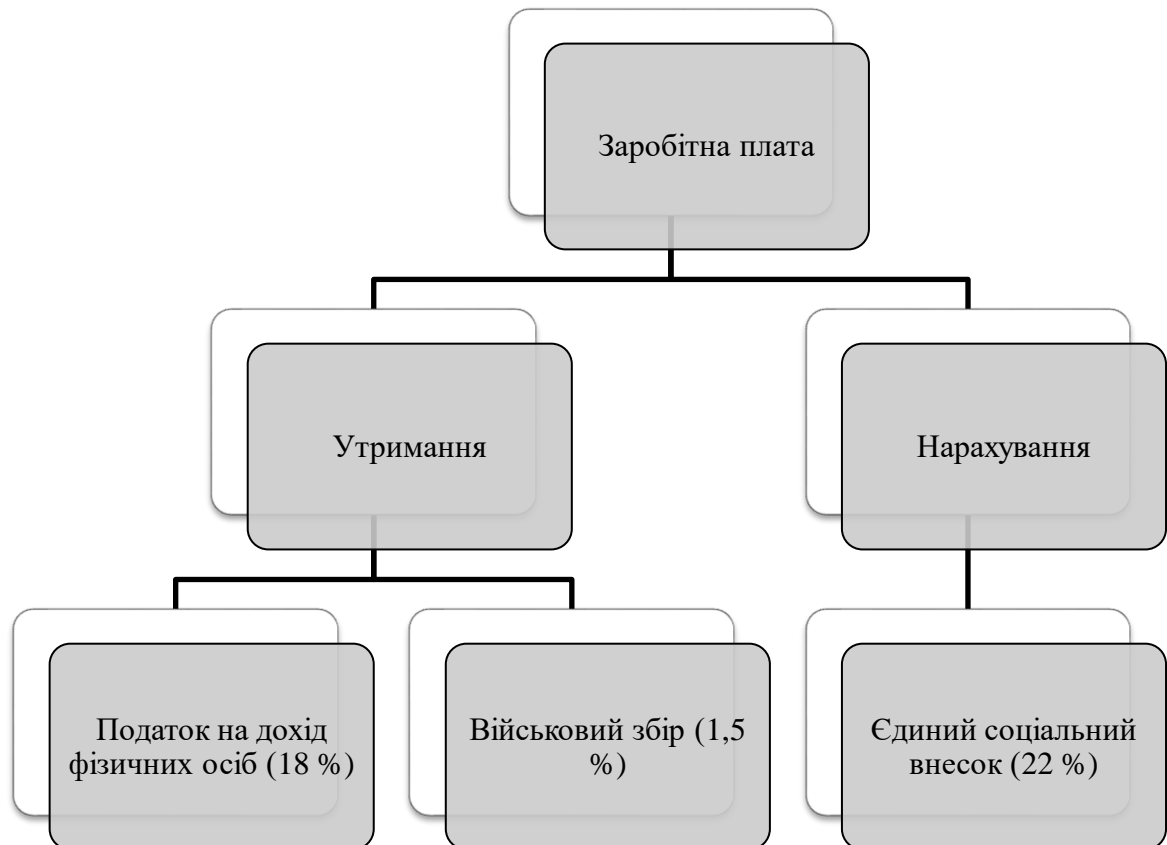 Заробітна плата
Утримання
Нарахування
Податок на дохід
фізичних осіб (18 %)
Військовий збір (1,5
%)
Єдиний соціальний
внесок (22 %)